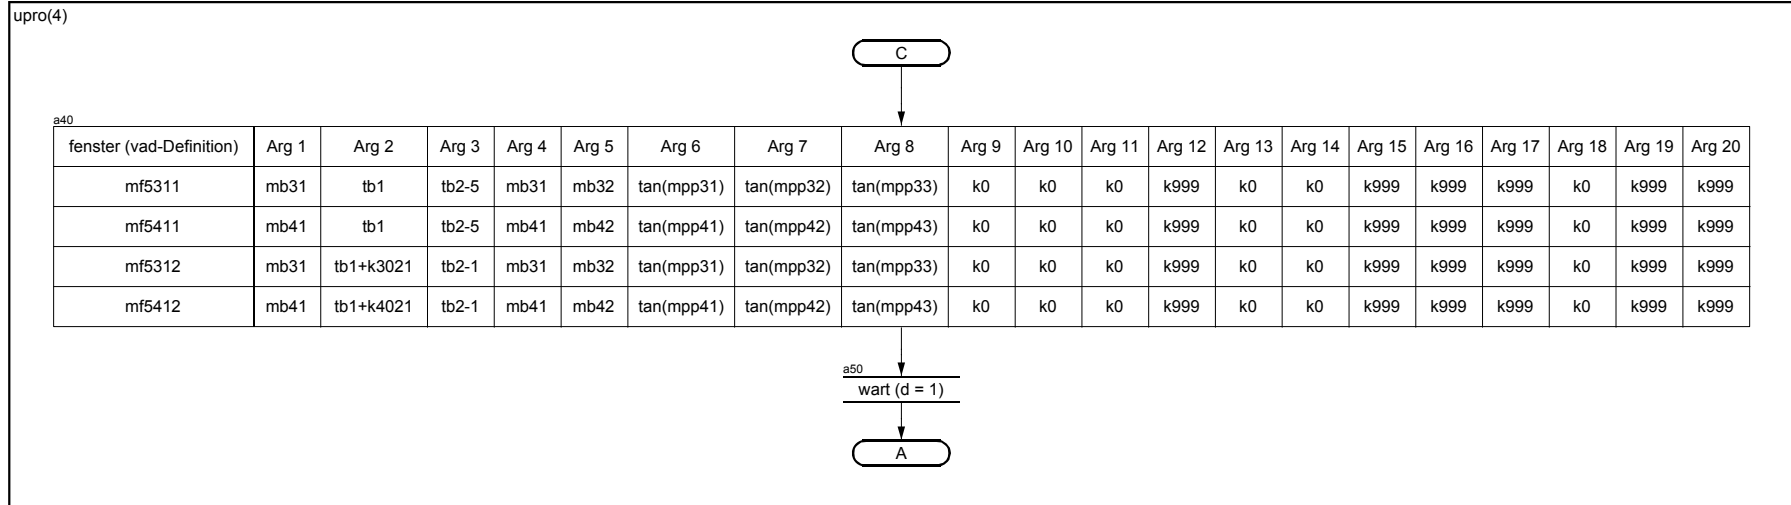 upro(4)
C
a40
fenster (vad-Definition) Arg 1 Arg 2 Arg 3 Arg 4 Arg 5 Arg 6 Arg 7 Arg 8 Arg 9 Arg 10 Arg 11 Arg 12 Arg 13 Arg 14 Arg 15 Arg 16 Arg 17 Arg 18 Arg 19 Arg 20
mf5311 mb31 tb1 tb2-5 mb31 mb32 tan(mpp31) tan(mpp32) tan(mpp33) k0 k0 k0 k999 k0 k0 k999 k999 k999 k0 k999 k999
mf5411 mb41 tb1 tb2-5 mb41 mb42 tan(mpp41) tan(mpp42) tan(mpp43) k0 k0 k0 k999 k0 k0 k999 k999 k999 k0 k999 k999
mf5312 mb31 tb1+k3021 tb2-1 mb31 mb32 tan(mpp31) tan(mpp32) tan(mpp33) k0 k0 k0 k999 k0 k0 k999 k999 k999 k0 k999 k999
mf5412 mb41 tb1+k4021 tb2-1 mb41 mb42 tan(mpp41) tan(mpp42) tan(mpp43) k0 k0 k0 k999 k0 k0 k999 k999 k999 k0 k999 k999
a50
wart (d = 1)
A